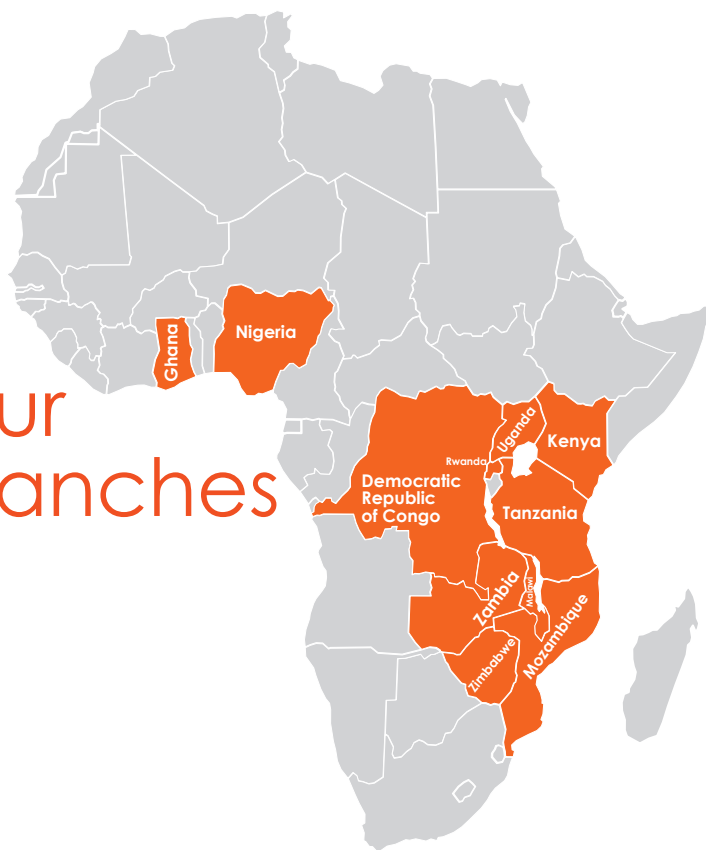 Ghana
Nigeria
ur
anches
Uganda
Kenya
Rwanda
Democratic
Republic
of Congo
Tanzania
Zambia
Malawi
Mozambique
Zimbabwe